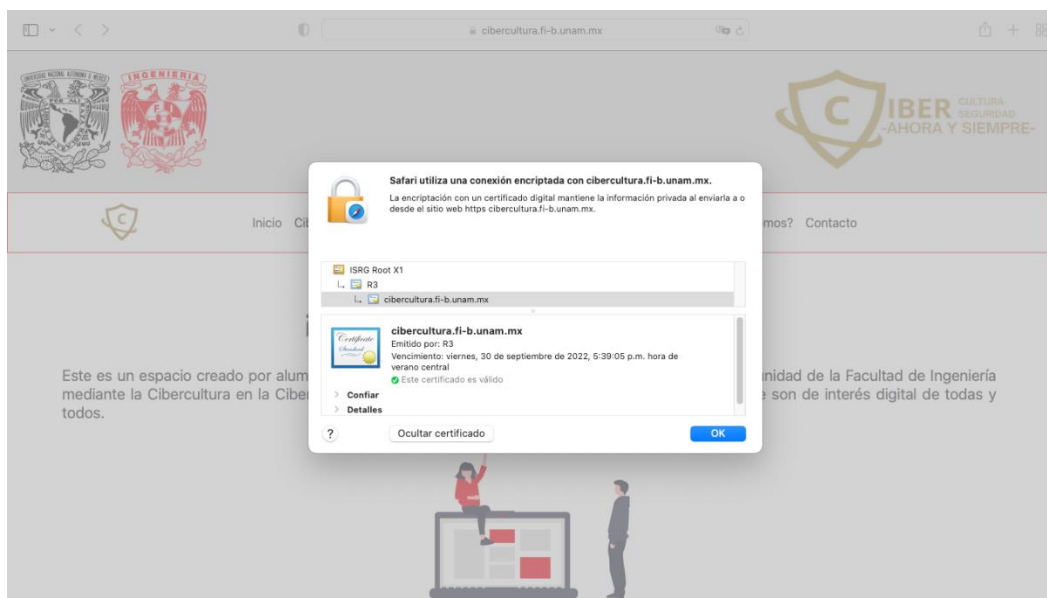 cibercultura.fi-b.unam.mx
INGENIERIA
CIBER CULTURA
SEGURIDAD
-AHORA Y SIEMPRE-
Safari utiliza una conexión encriptada con cibercultura.fi-b.unam.mx.
La encriptación con un certificado digital mantiene la información privada al enviarla a o
desde el sitio web https cibercultura.fi-b.unam.mx.
C
Inicio
mos? Contacto
ISRG Root X1
R3
cibercultura.fi-b.unam.mx
Certificate
Standard
cibercultura.fi-b.unam.mx
Emitido por: R3
Vencimiento: viernes, 30 de septiembre de 2022, 5:39:05 p.m. hora de
verano central
Este certificado es válido
Confiar
Detalles
? Ocultar certificado OK
Este es un espacio creado por alum nidad de la Facultad de Ingeniería
mediante la Cibercultura en la Ciber son de interés digital de todas y
todos.